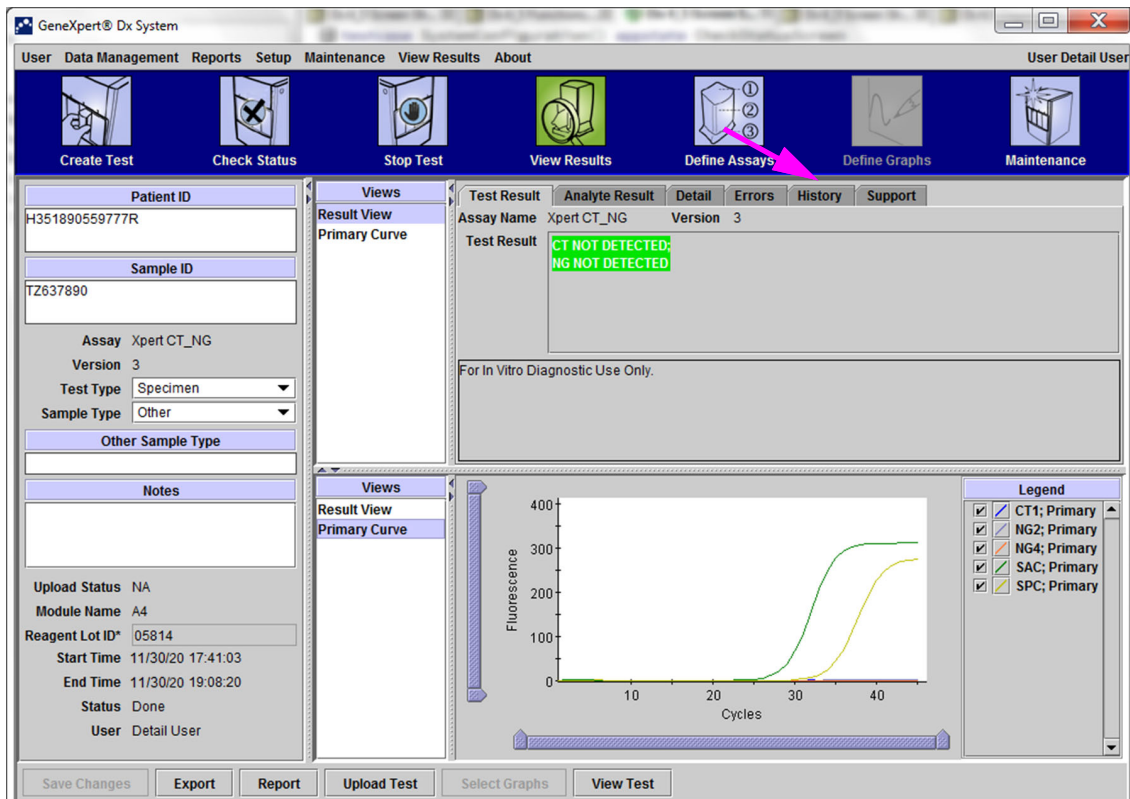 GeneXpert® Dx System
User Data Management Reports Setup Maintenance View Results About User Detail User
Create Test Check Status Stop Test View Results Define Assays Define Graphs Maintenance
Patient ID
H351890559777R
Sample ID
TZ637890
Assay Xpert CT_NG
Version 3
Test Type Specimen
Sample Type Other
Other Sample Type
Notes
Upload Status NA
Module Name A4
Reagent Lot ID* 05814
Start Time 11/30/20 17:41:03
End Time 11/30/20 19:08:20
Status Done
User Detail User
Views
Result View
Primary Curve
Test Result Analyte Result Detail Errors History Support
Assay Name Xpert CT_NG Version 3
Test Result CT NOT DETECTED;
NG NOT DETECTED
For In Vitro Diagnostic Use Only.
Views
Result View
Primary Curve
Fluorescence
400
300
200
100
0
10 20 30 40
Cycles
Legend
CT1; Primary
NG2; Primary
NG4; Primary
SAC; Primary
SPC; Primary
Save Changes Export Report Upload Test Select Graphs View Test